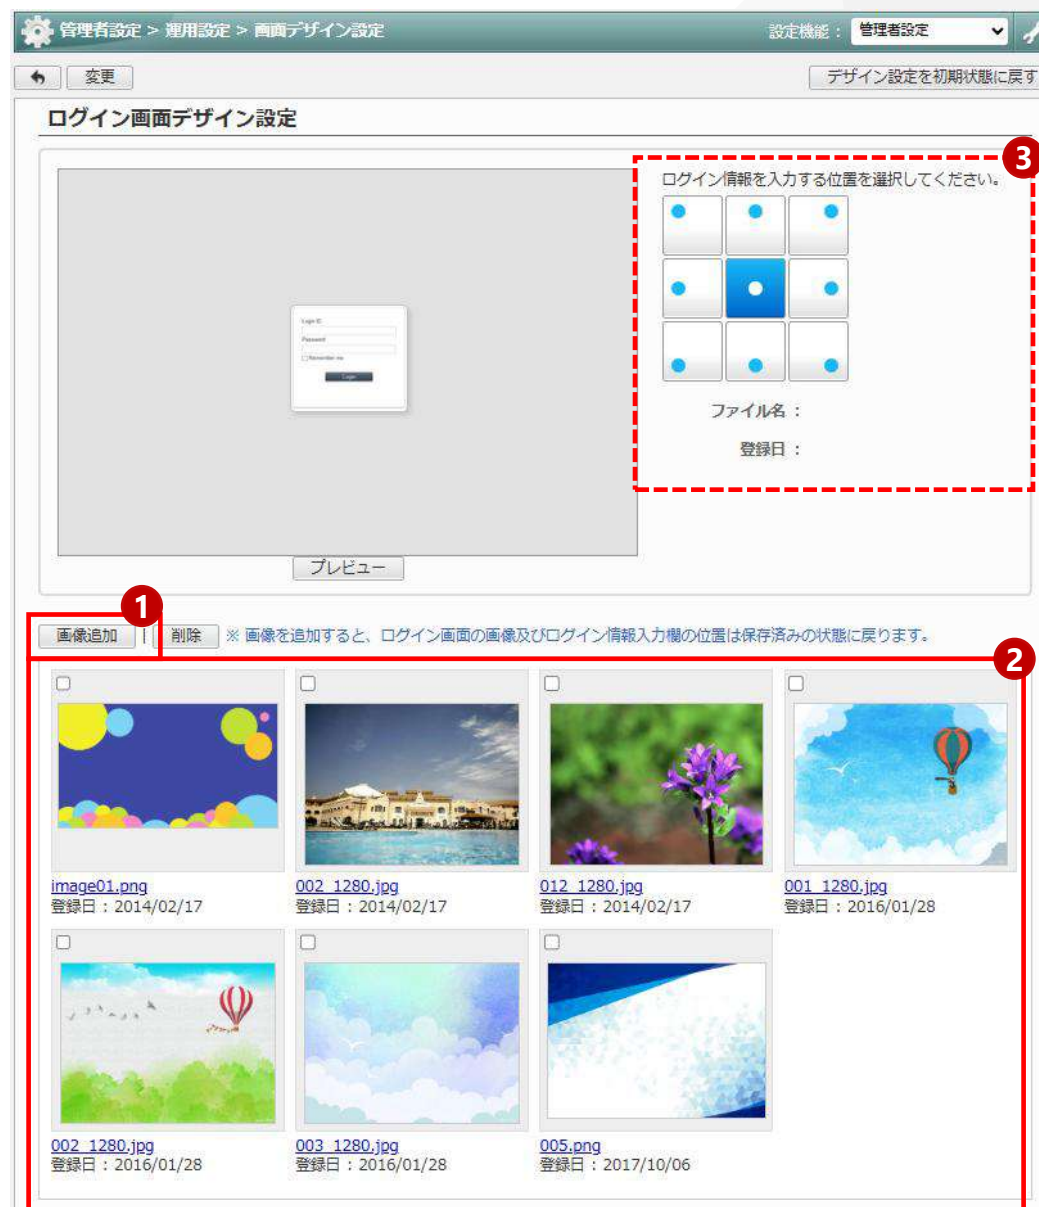 管理者設定 > 運用設定 > 画面デザイン設定
設定機能： 管理者設定
変更
デザイン設定を初期状態に戻す
ログイン画面デザイン設定
3
ログイン情報を入力する位置を選択してください。
Login ID
Password
Remember me
Login
ファイル名 ：
登録日 ：
プレビュー
1
画像追加 | 削除 ※ 画像を追加すると、ログイン画面の画像及びログイン情報入力欄の位置は保存済みの状態に戻ります。
2
image01.png
登録日：2014/02/17
002_1280.jpg
登録日：2014/02/17
012_1280.jpg
登録日：2014/02/17
001_1280.jpg
登録日：2016/01/28
002_1280.jpg
登録日：2016/01/28
003_1280.jpg
登録日：2016/01/28
005.png
登録日：2017/10/06